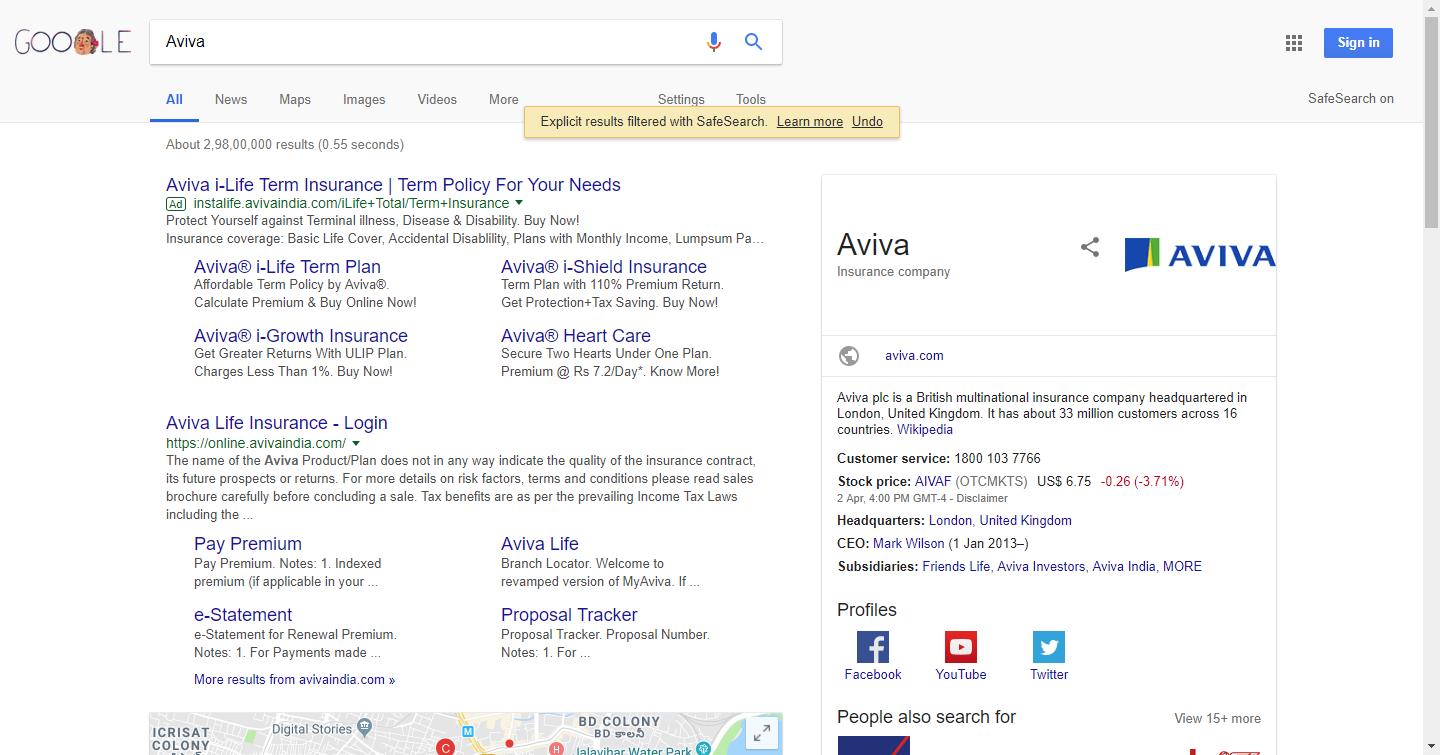 GOOGLE
Aviva
Sign in
All News Maps Images Videos More Settings Tools
SafeSearch on
Explicit results filtered with SafeSearch. Learn more Undo
About 2,98,00,000 results (0.55 seconds)
Aviva i-Life Term Insurance | Term Policy For Your Needs
Ad instalife.avivaindia.com/iLife+Total/Term+Insurance
Protect Yourself against Terminal illness, Disease & Disability. Buy Now!
Insurance coverage: Basic Life Cover, Accidental Disablility, Plans with Monthly Income, Lumpsum Pa…
Aviva® i-Life Term Plan
Affordable Term Policy by Aviva®.
Calculate Premium & Buy Online Now!
Aviva® i-Shield Insurance
Term Plan with 110% Premium Return.
Get Protection+Tax Saving. Buy Now!
Aviva® i-Growth Insurance
Get Greater Returns With ULIP Plan.
Charges Less Than 1%. Buy Now!
Aviva® Heart Care
Secure Two Hearts Under One Plan.
Premium @ Rs 7.2/Day*. Know More!
Aviva Life Insurance - Login
https://online.avivaindia.com/
The name of the Aviva Product/Plan does not in any way indicate the quality of the insurance contract,
its future prospects or returns. For more details on risk factors, terms and conditions please read sales
brochure carefully before concluding a sale. Tax benefits are as per the prevailing Income Tax Laws
including the ...
Pay Premium
Pay Premium. Notes: 1. Indexed
premium (if applicable in your ...
Aviva Life
Branch Locator. Welcome to
revamped version of MyAviva. If ...
e-Statement
e-Statement for Renewal Premium.
Notes: 1. For Payments made ...
Proposal Tracker
Proposal Tracker. Proposal Number.
Notes: 1. For ...
More results from avivaindia.com »
ICRISAT
COLONY
Digital Stories
M
C
H
BD COLONY
BD కాలనీ
Jalavihar Water Park
Aviva
Insurance company
AVIVA
aviva.com
Aviva plc is a British multinational insurance company headquartered in
London, United Kingdom. It has about 33 million customers across 16
countries. Wikipedia
Customer service: 1800 103 7766
Stock price: AIVAF (OTCMKTS) US$ 6.75 -0.26 (-3.71%)
2 Apr, 4:00 PM GMT-4 - Disclaimer
Headquarters: London, United Kingdom
CEO: Mark Wilson (1 Jan 2013–)
Subsidiaries: Friends Life, Aviva Investors, Aviva India, MORE
Profiles
Facebook YouTube Twitter
People also search for View 15+ more